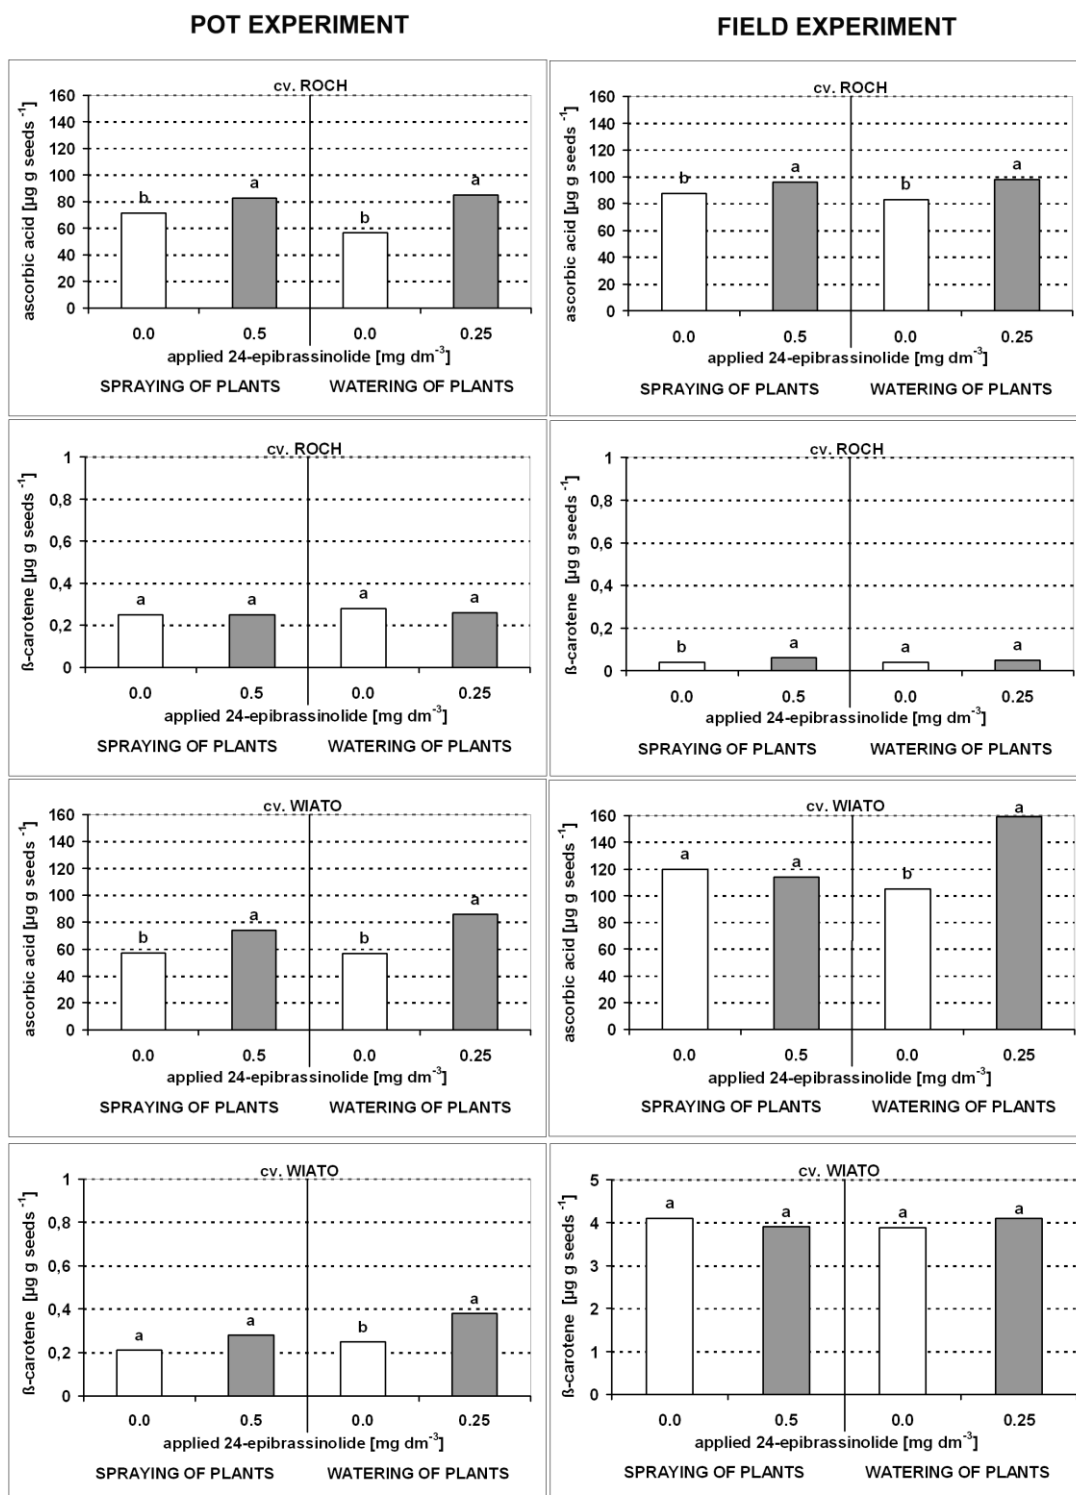 POT EXPERIMENT
FIELD EXPERIMENT
cv. ROCH
ascorbic acid [µg g seeds -1]
160
140
120
100
80
60
40
20
0
b
a
b
a
0.0 0.5 0.0 0.25
applied 24-epibrassinolide [mg dm-3]
SPRAYING OF PLANTS WATERING OF PLANTS
cv. ROCH
ascorbic acid [µg g seeds -1]
160
140
120
100
80
60
40
20
0
b
a
b
a
0.0 0.5 0.0 0.25
applied 24-epibrassinolide [mg dm-3]
SPRAYING OF PLANTS WATERING OF PLANTS
cv. ROCH
ß-carotene [µg g seeds -1]
1
0,8
0,6
0,4
0,2
0
a
a
a
a
0.0 0.5 0.0 0.25
applied 24-epibrassinolide [mg dm-3]
SPRAYING OF PLANTS WATERING OF PLANTS
cv. ROCH
ß-carotene [µg g seeds -1]
1
0,8
0,6
0,4
0,2
0
b
a
a
a
0.0 0.5 0.0 0.25
applied 24-epibrassinolide [mg dm-3]
SPRAYING OF PLANTS WATERING OF PLANTS
cv. WIATO
ascorbic acid [µg g seeds -1]
160
140
120
100
80
60
40
20
0
b
a
b
a
0.0 0.5 0.0 0.25
applied 24-epibrassinolide [mg dm-3]
SPRAYING OF PLANTS WATERING OF PLANTS
cv. WIATO
ascorbic acid [µg g seeds -1]
160
140
120
100
80
60
40
20
0
a
a
b
a
0.0 0.5 0.0 0.25
applied 24-epibrassinolide [mg dm-3]
SPRAYING OF PLANTS WATERING OF PLANTS
cv. WIATO
ß-carotene [µg g seeds -1]
1
0,8
0,6
0,4
0,2
0
a
a
b
a
0.0 0.5 0.0 0.25
applied 24-epibrassinolide [mg dm-3]
SPRAYING OF PLANTS WATERING OF PLANTS
cv. WIATO
ß-carotene [µg g seeds -1]
5
4
3
2
1
0
a
a
a
a
0.0 0.5 0.0 0.25
applied 24-epibrassinolide [mg dm-3]
SPRAYING OF PLANTS WATERING OF PLANTS